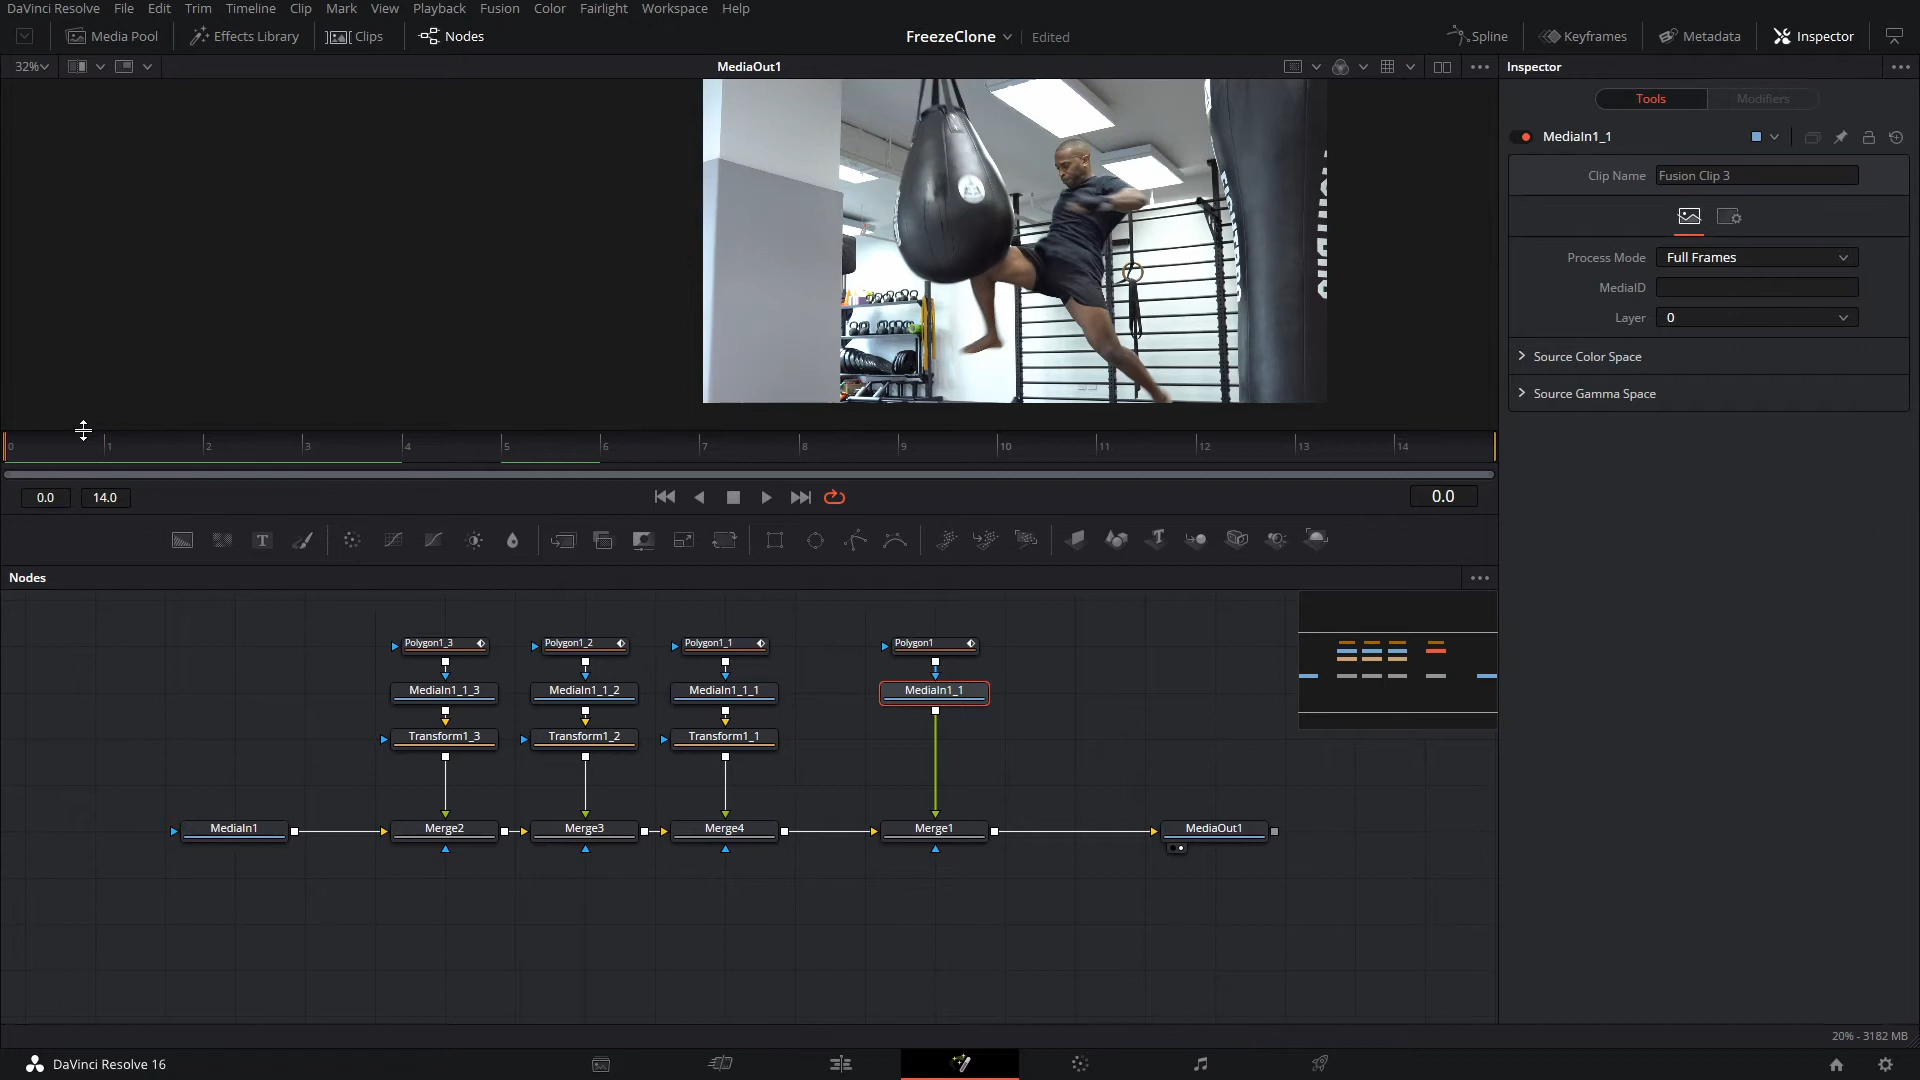 DaVinci Resolve File Edit Trim Timeline Clip Mark View Playback Fusion Color Fairlight Workspace Help
Media Pool Effects Library Clips Nodes FreezeClone Edited Spline Keyframes Metadata Inspector
32% MediaOut1 Inspector
Tools Modifiers
MediaIn1_1
Clip Name Fusion Clip 3
Process Mode Full Frames
MediaID
Layer 0
Source Color Space
Source Gamma Space
0 1 2 3 4 5 6 7 8 9 10 11 12 13 14
0.0 14.0 0.0
Nodes
Polygon1_3 Polygon1_2 Polygon1_1 Polygon1
MediaIn1_1_3 MediaIn1_1_2 MediaIn1_1_1 MediaIn1_1
Transform1_3 Transform1_2 Transform1_1
MediaIn1 Merge2 Merge3 Merge4 Merge1 MediaOut1
20% - 3182 MB
DaVinci Resolve 16